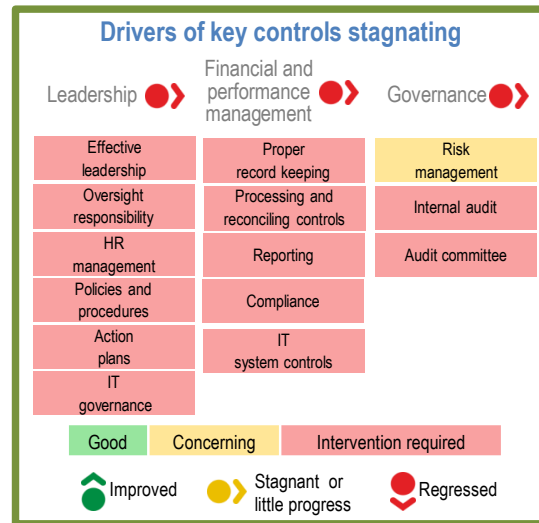 Drivers of key controls stagnating
Leadership
Financial and
performance
management
Governance
Effective
leadership
Oversight
responsibility
HR
management
Policies and
procedures
Action
plans
IT
governance
Proper
record keeping
Processing and
reconciling controls
Reporting
Compliance
IT
system controls
Risk
management
Internal audit
Audit committee
Good
Concerning
Intervention required
Improved
Stagnant or
little progress
Regressed